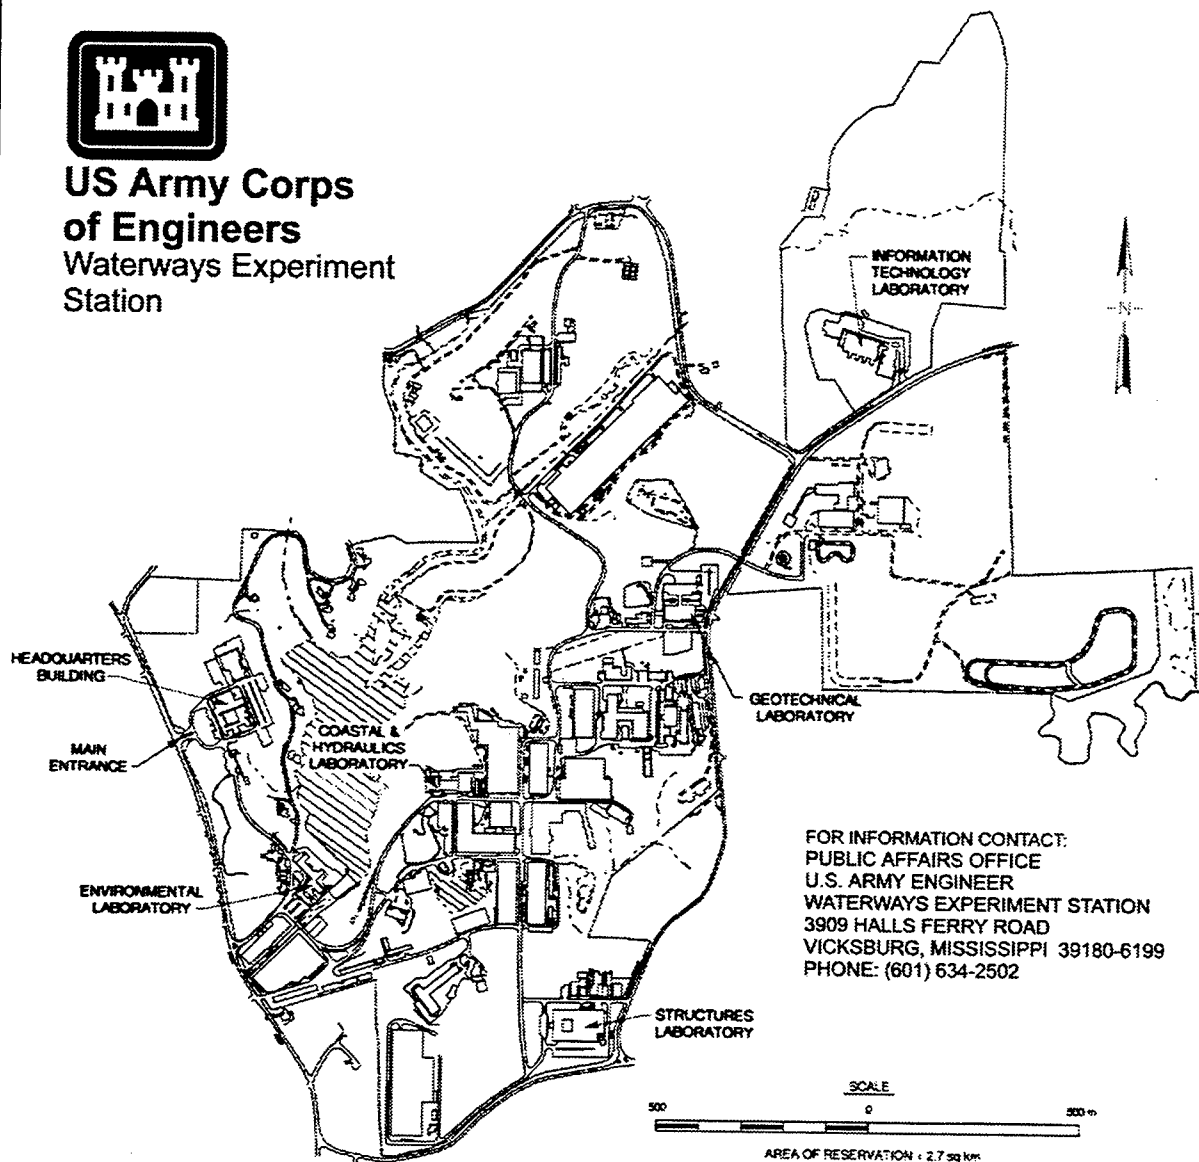 US Army Corps
of Engineers
Waterways Experiment
Station
INFORMATION
TECHNOLOGY
LABORATORY
N
HEADQUARTERS
BUILDING
MAIN
ENTRANCE
COASTAL &
HYDRAULICS
LABORATORY
GEOTECHNICAL
LABORATORY
ENVIRONMENTAL
LABORATORY
FOR INFORMATION CONTACT:
PUBLIC AFFAIRS OFFICE
U.S. ARMY ENGINEER
WATERWAYS EXPERIMENT STATION
3909 HALLS FERRY ROAD
VICKSBURG, MISSISSIPPI 39180-6199
PHONE: (601) 634-2502
STRUCTURES
LABORATORY
SCALE
500 0 500 m
AREA OF RESERVATION : 2.7 sq km